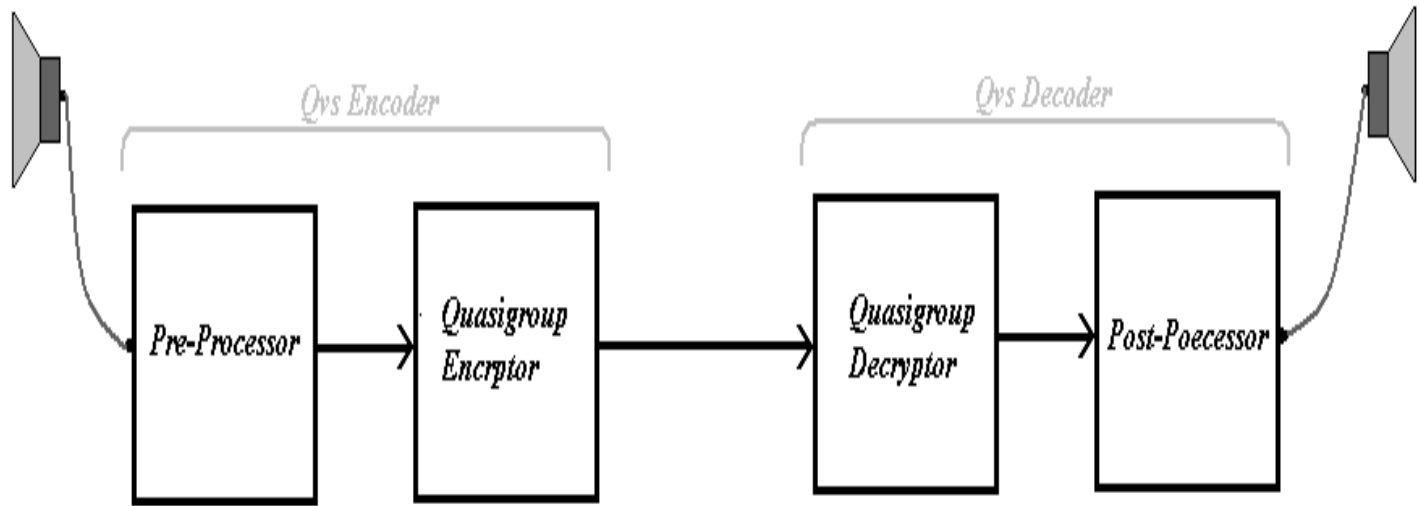 Qvs Encoder
Qvs Decoder
Pre-Processor
Quasigroup
Encrptor
Quasigroup
Decryptor
Post-Poecessor